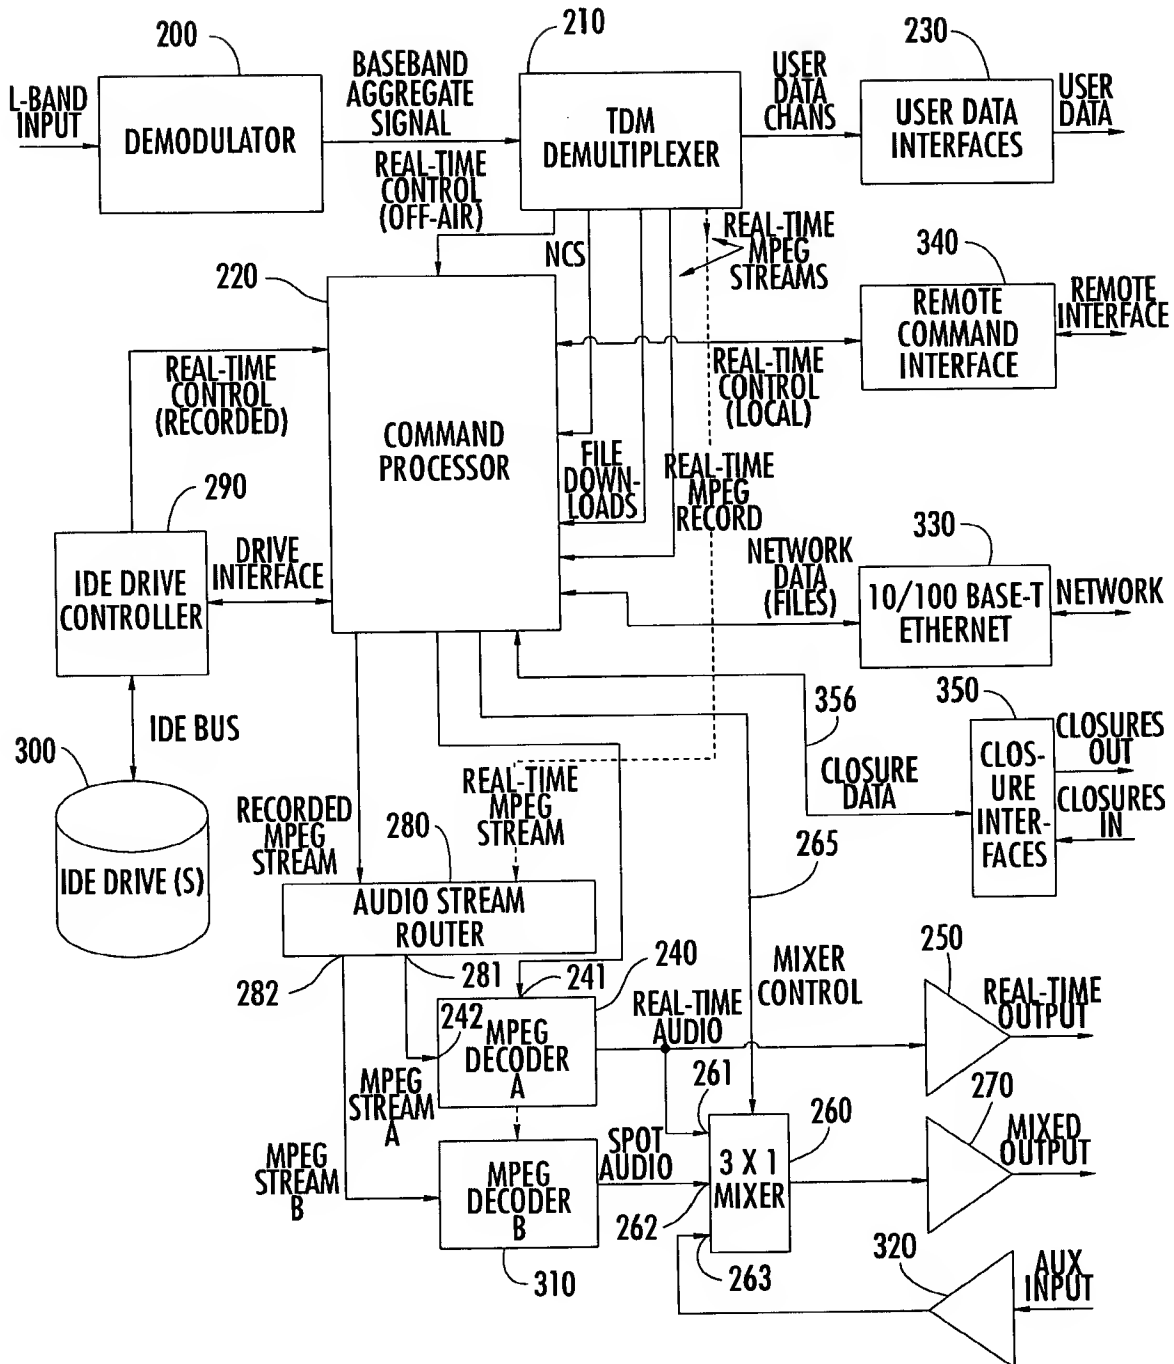 200
210
230
L-BAND
INPUT
DEMODULATOR
BASEBAND
AGGREGATE
SIGNAL
TDM
DEMULTIPLEXER
USER
DATA
CHANS
USER DATA
INTERFACES
USER
DATA
REAL-TIME
CONTROL
(OFF-AIR)
NCS
REAL-TIME
MPEG
STREAMS
220
340
REMOTE
COMMAND
INTERFACE
REMOTE
INTERFACE
REAL-TIME
CONTROL
(RECORDED)
COMMAND
PROCESSOR
REAL-TIME
CONTROL
(LOCAL)
FILE
DOWN-
LOADS
REAL-TIME
MPEG
RECORD
290
IDE DRIVE
CONTROLLER
DRIVE
INTERFACE
330
NETWORK
DATA
(FILES)
10/100 BASE-T
ETHERNET
NETWORK
IDE BUS
300
IDE DRIVE (S)
356
350
CLOSURE
DATA
CLOS-
URE
INTER-
FACES
CLOSURES
OUT
CLOSURES
IN
RECORDED
MPEG
STREAM
280
REAL-TIME
MPEG
STREAM
265
AUDIO STREAM
ROUTER
282
281
241
240
242
MPEG
DECODER
A
REAL-TIME
AUDIO
MIXER
CONTROL
250
REAL-TIME
OUTPUT
MPEG
STREAM
A
261
260
270
MPEG
STREAM
B
MPEG
DECODER
B
SPOT
AUDIO
3 X 1
MIXER
MIXED
OUTPUT
262
263
310
320
AUX
INPUT